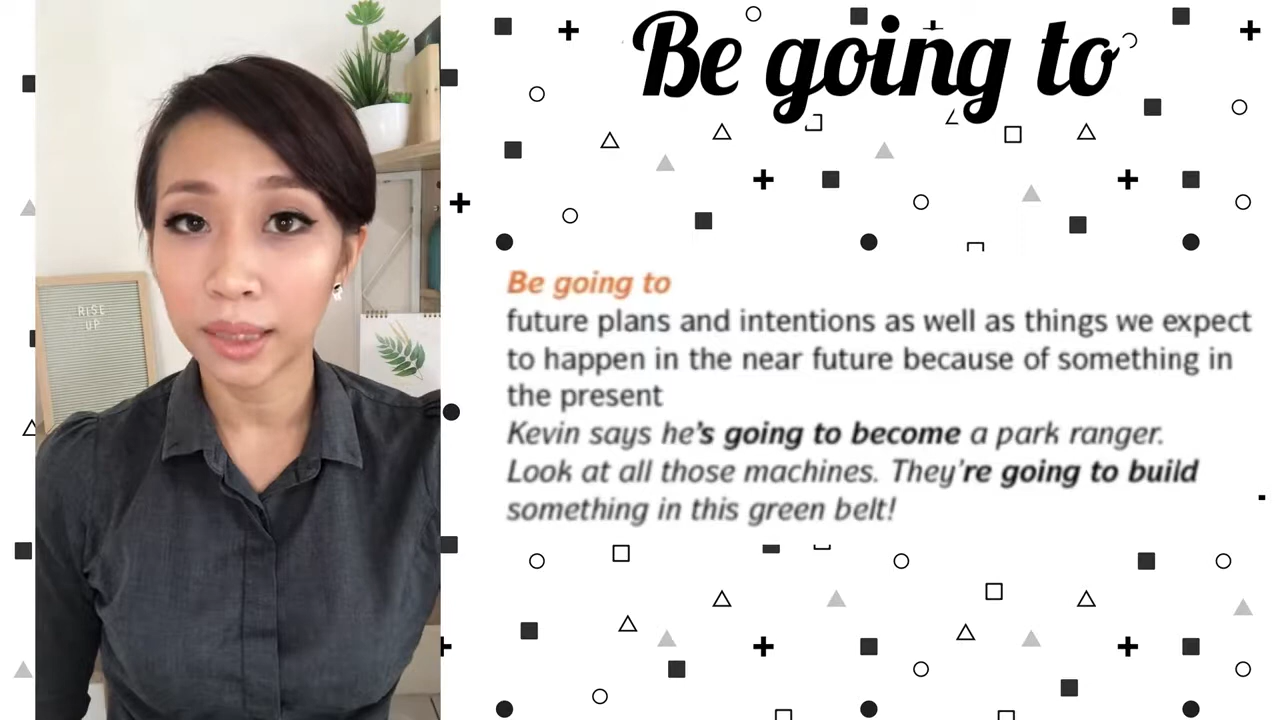 Be going to
RISE
UP
Be going to
future plans and intentions as well as things we expect
to happen in the near future because of something in
the present
Kevin says he's going to become a park ranger.
Look at all those machines. They're going to build
something in this green belt!